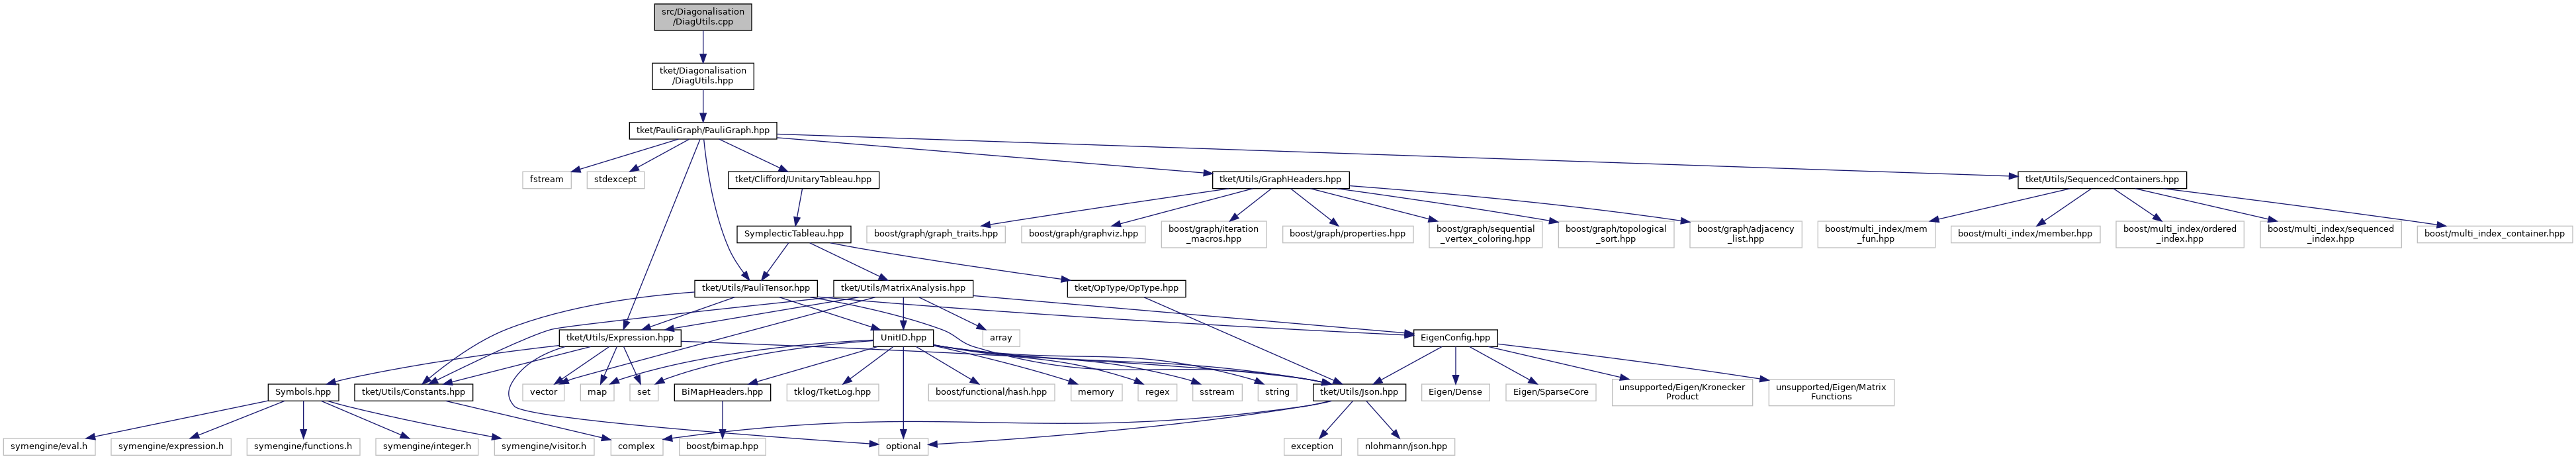 src/Diagonalisation
/DiagUtils.cpp
tket/Diagonalisation
/DiagUtils.hpp
tket/PauliGraph/PauliGraph.hpp
fstream
stdexcept
tket/Clifford/UnitaryTableau.hpp
tket/Utils/GraphHeaders.hpp
tket/Utils/SequencedContainers.hpp
SymplecticTableau.hpp
boost/graph/graph_traits.hpp
boost/graph/graphviz.hpp
boost/graph/iteration
_macros.hpp
boost/graph/properties.hpp
boost/graph/sequential
_vertex_coloring.hpp
boost/graph/topological
_sort.hpp
boost/graph/adjacency
_list.hpp
boost/multi_index/mem
_fun.hpp
boost/multi_index/member.hpp
boost/multi_index/ordered
_index.hpp
boost/multi_index/sequenced
_index.hpp
boost/multi_index_container.hpp
tket/Utils/PauliTensor.hpp
tket/Utils/MatrixAnalysis.hpp
tket/OpType/OpType.hpp
tket/Utils/Expression.hpp
UnitID.hpp
array
EigenConfig.hpp
Symbols.hpp
tket/Utils/Constants.hpp
vector
map
set
BiMapHeaders.hpp
tklog/TketLog.hpp
boost/functional/hash.hpp
memory
regex
sstream
string
tket/Utils/Json.hpp
Eigen/Dense
Eigen/SparseCore
unsupported/Eigen/Kronecker
Product
unsupported/Eigen/Matrix
Functions
symengine/eval.h
symengine/expression.h
symengine/functions.h
symengine/integer.h
symengine/visitor.h
complex
boost/bimap.hpp
optional
exception
nlohmann/json.hpp